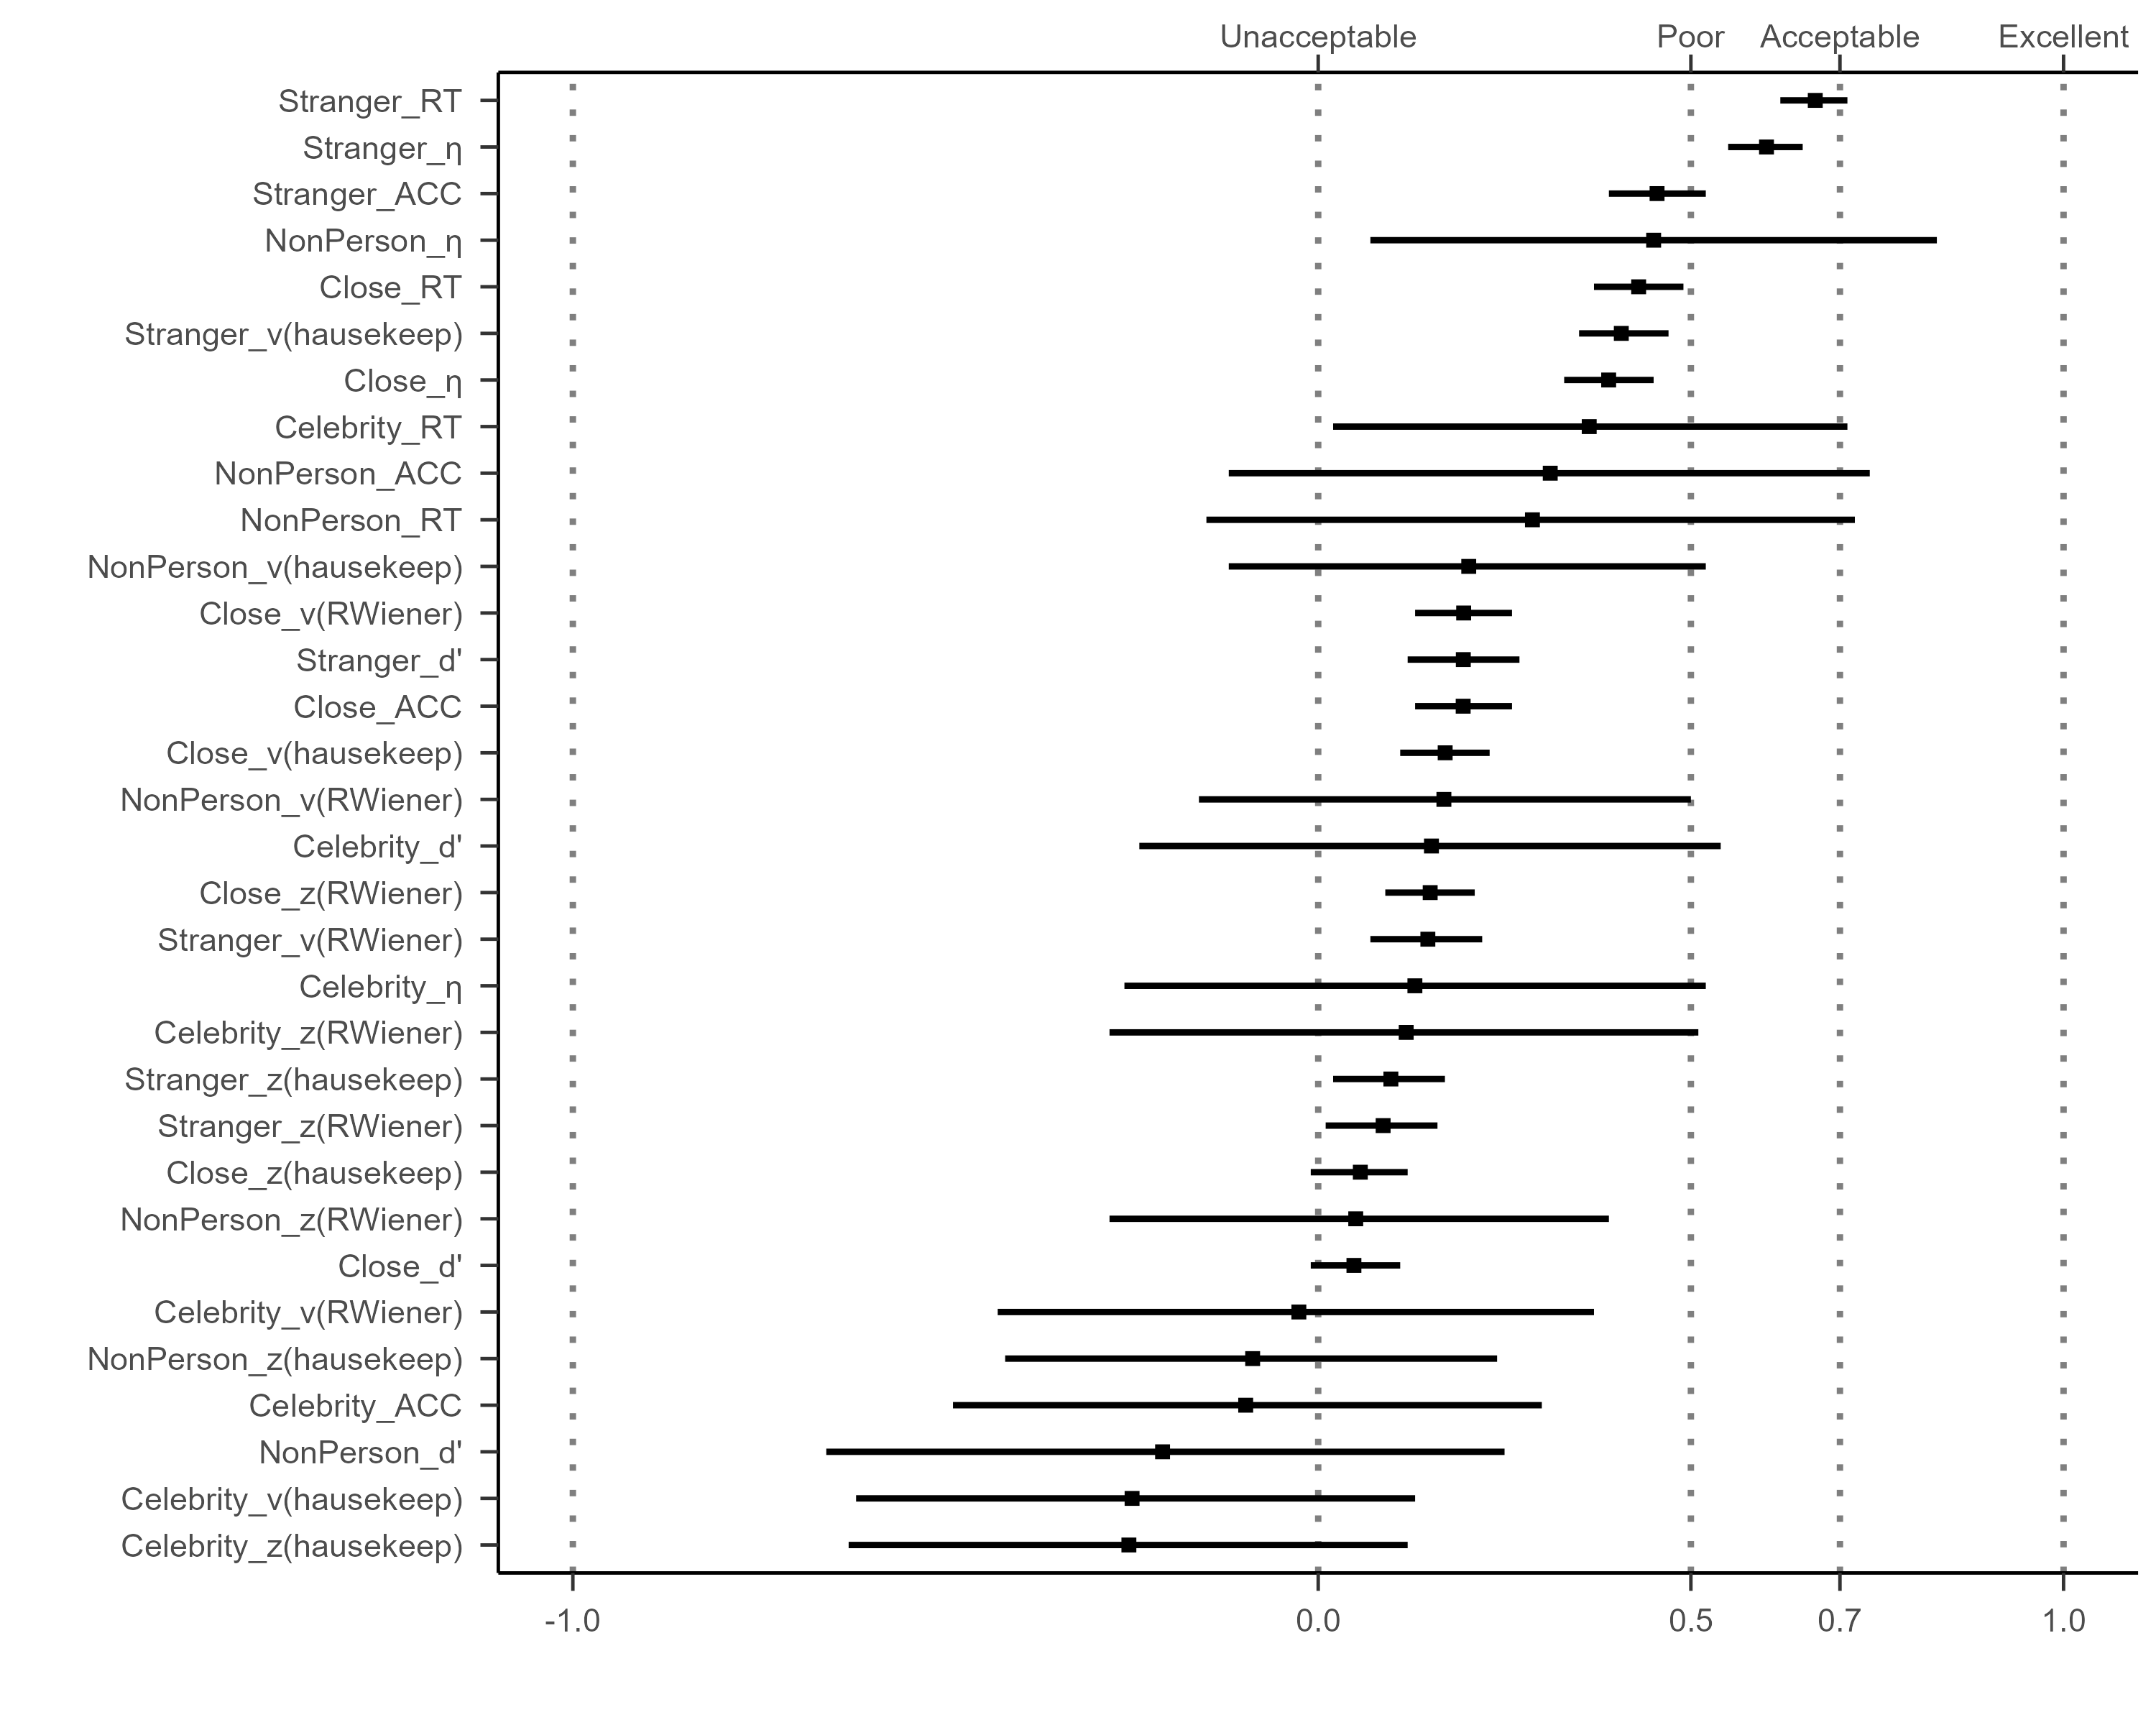 Unacceptable Poor Acceptable Excellent
Stranger_RT
Stranger_η
Stranger_ACC
NonPerson_η
Close_RT
Stranger_v(hausekeep)
Close_η
Celebrity_RT
NonPerson_ACC
NonPerson_RT
NonPerson_v(hausekeep)
Close_v(RWiener)
Stranger_d'
Close_ACC
Close_v(hausekeep)
NonPerson_v(RWiener)
Celebrity_d'
Close_z(RWiener)
Stranger_v(RWiener)
Celebrity_η
Celebrity_z(RWiener)
Stranger_z(hausekeep)
Stranger_z(RWiener)
Close_z(hausekeep)
NonPerson_z(RWiener)
Close_d'
Celebrity_v(RWiener)
NonPerson_z(hausekeep)
Celebrity_ACC
NonPerson_d'
Celebrity_v(hausekeep)
Celebrity_z(hausekeep)
-1.0 0.0 0.5 0.7 1.0